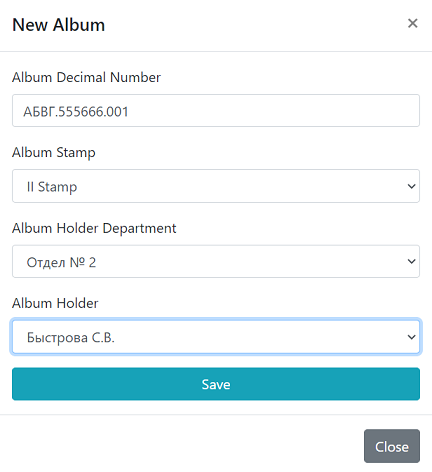 New Album
×
Album Decimal Number
АБВГ.555666.001
Album Stamp
II Stamp
Album Holder Department
Отдел № 2
Album Holder
Быстрова С.В.
Save
Close